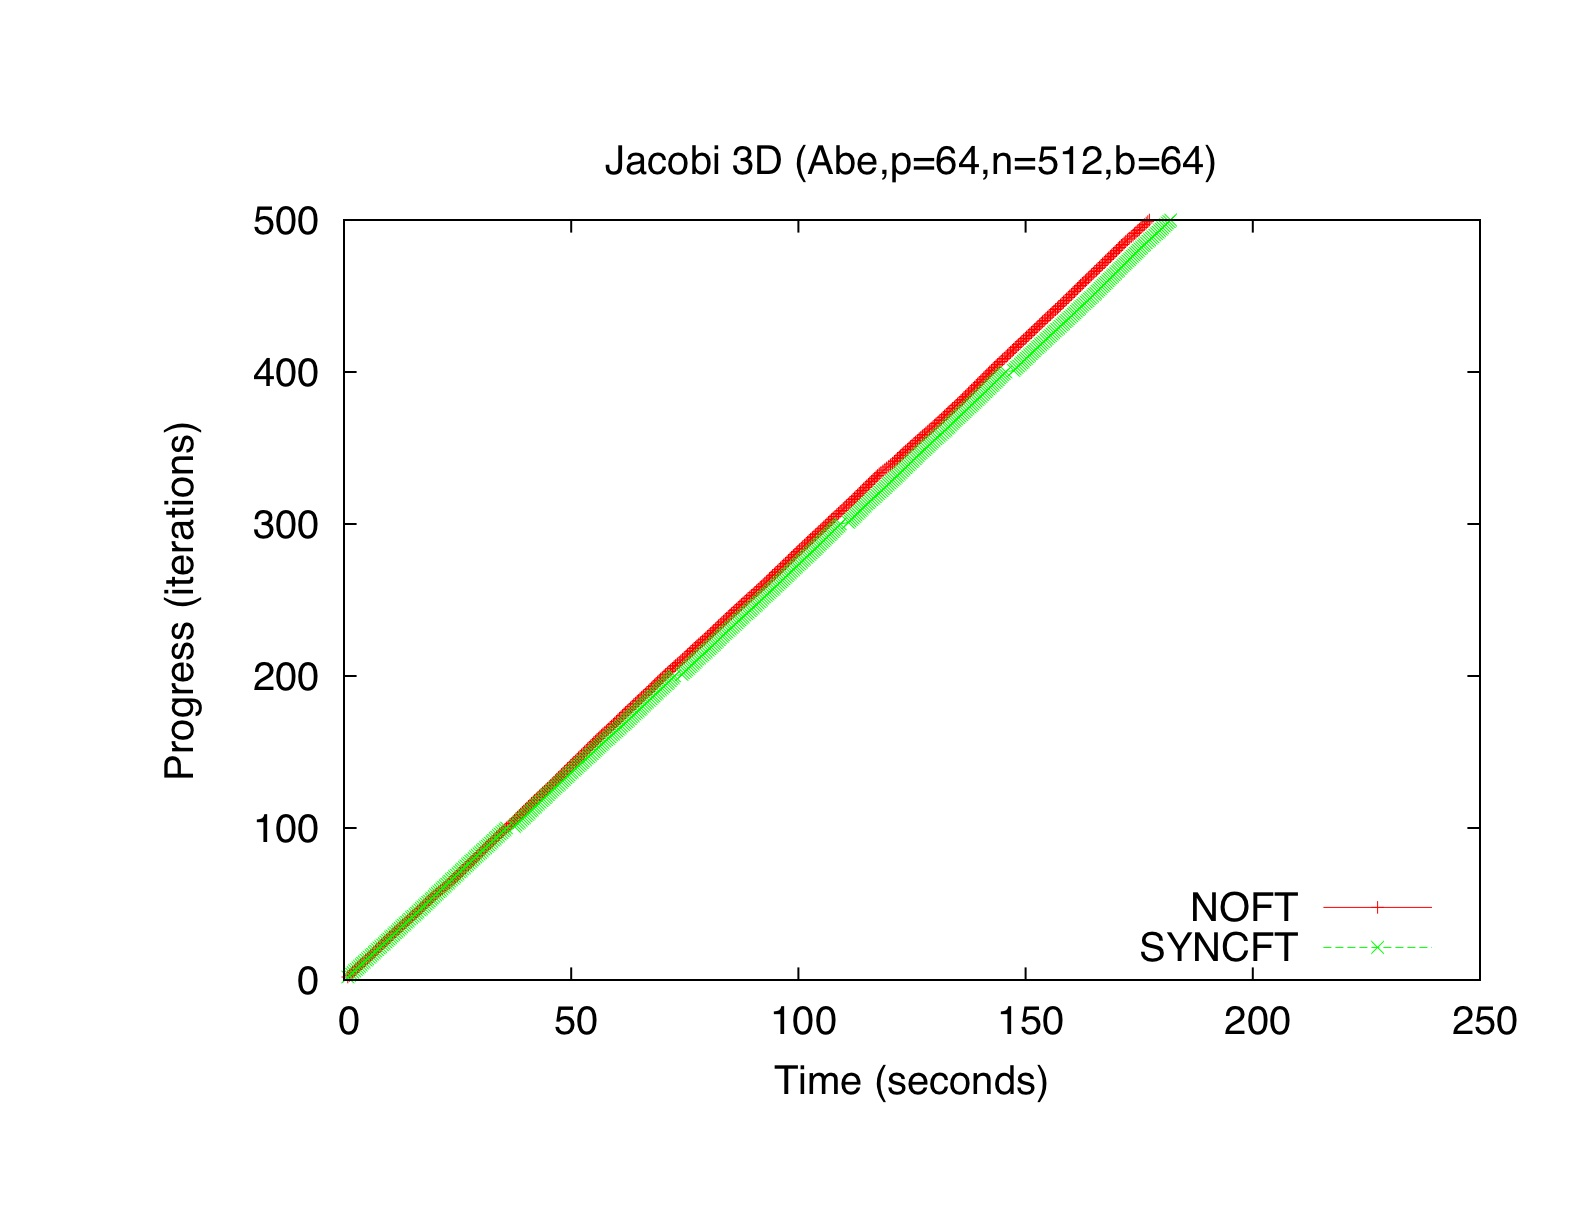 Jacobi 3D (Abe,p=64,n=512,b=64)
500
400
300
200
100
0
Progress (iterations)
NOFT
SYNCFT
0 50 100 150 200 250
Time (seconds)